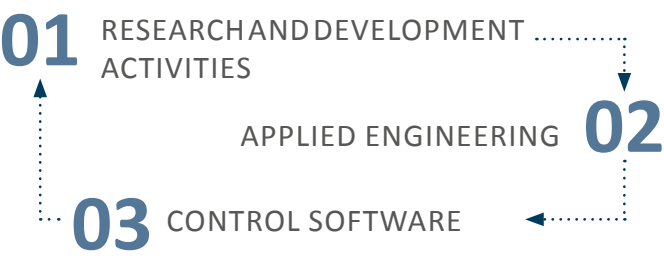 01 RESEARCH AND DEVELOPMENT
ACTIVITIES
APPLIED ENGINEERING 02
03 CONTROL SOFTWARE